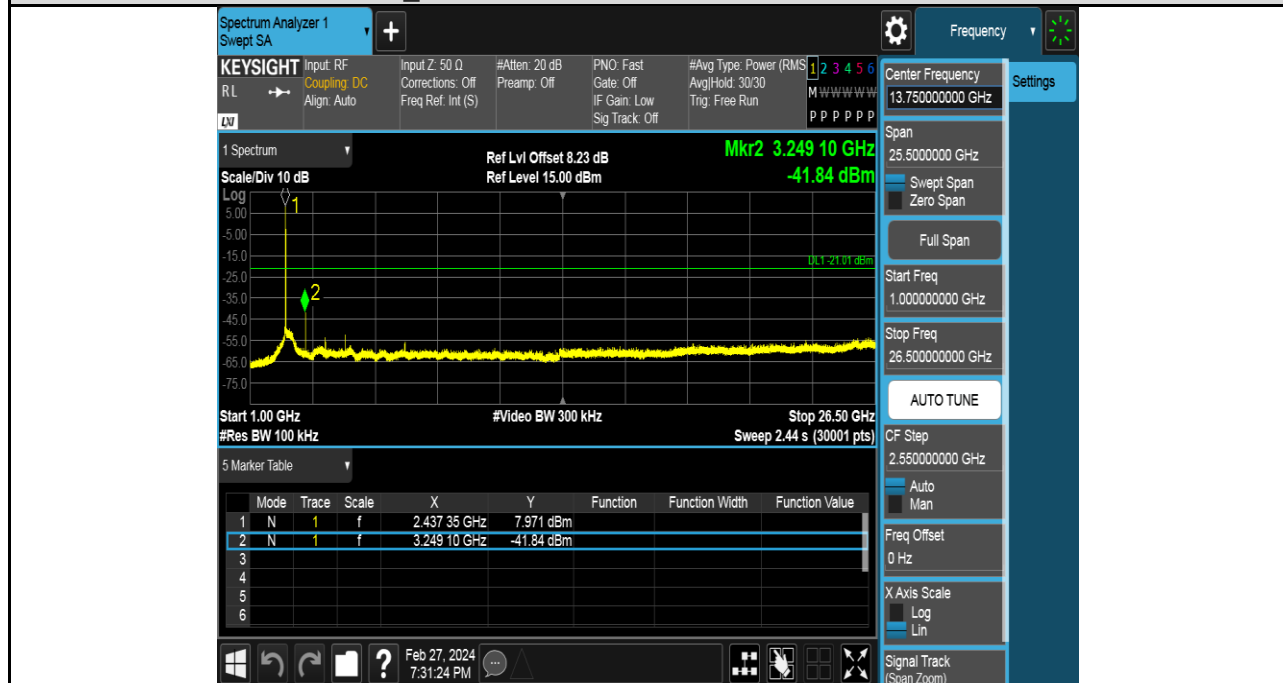 Spectrum Analyzer 1
Swept SA
+
Frequency
KEYSIGHT
RL
LXI
Input: RF
Coupling: DC
Align: Auto
Input Z: 50 Ω
Corrections: Off
Freq Ref: Int (S)
#Atten: 20 dB
Preamp: Off
PNO: Fast
Gate: Off
IF Gain: Low
Sig Track: Off
#Avg Type: Power (RMS
Avg|Hold: 30/30
Trig: Free Run
1 2 3 4 5 6
M W W W W W
P P P P P P
1 Spectrum
Scale/Div 10 dB
Ref Lvl Offset 8.23 dB
Ref Level 15.00 dBm
Mkr2 3.249 10 GHz
-41.84 dBm
Log
5.00
-5.00
-15.0
-25.0
-35.0
-45.0
-55.0
-65.0
-75.0
1
2
DL1 -21.01 dBm
Start 1.00 GHz
#Video BW 300 kHz
Stop 26.50 GHz
#Res BW 100 kHz
Sweep 2.44 s (30001 pts)
5 Marker Table
Mode Trace Scale X Y Function Function Width Function Value
1 N 1 f 2.437 35 GHz 7.971 dBm
2 N 1 f 3.249 10 GHz -41.84 dBm
3
4
5
6
?
Feb 27, 2024
7:31:24 PM
Center Frequency
13.750000000 GHz
Settings
Span
25.5000000 GHz
Swept Span
Zero Span
Full Span
Start Freq
1.000000000 GHz
Stop Freq
26.500000000 GHz
AUTO TUNE
CF Step
2.550000000 GHz
Auto
Man
Freq Offset
0 Hz
X Axis Scale
Log
Lin
Signal Track
(Span Zoom)